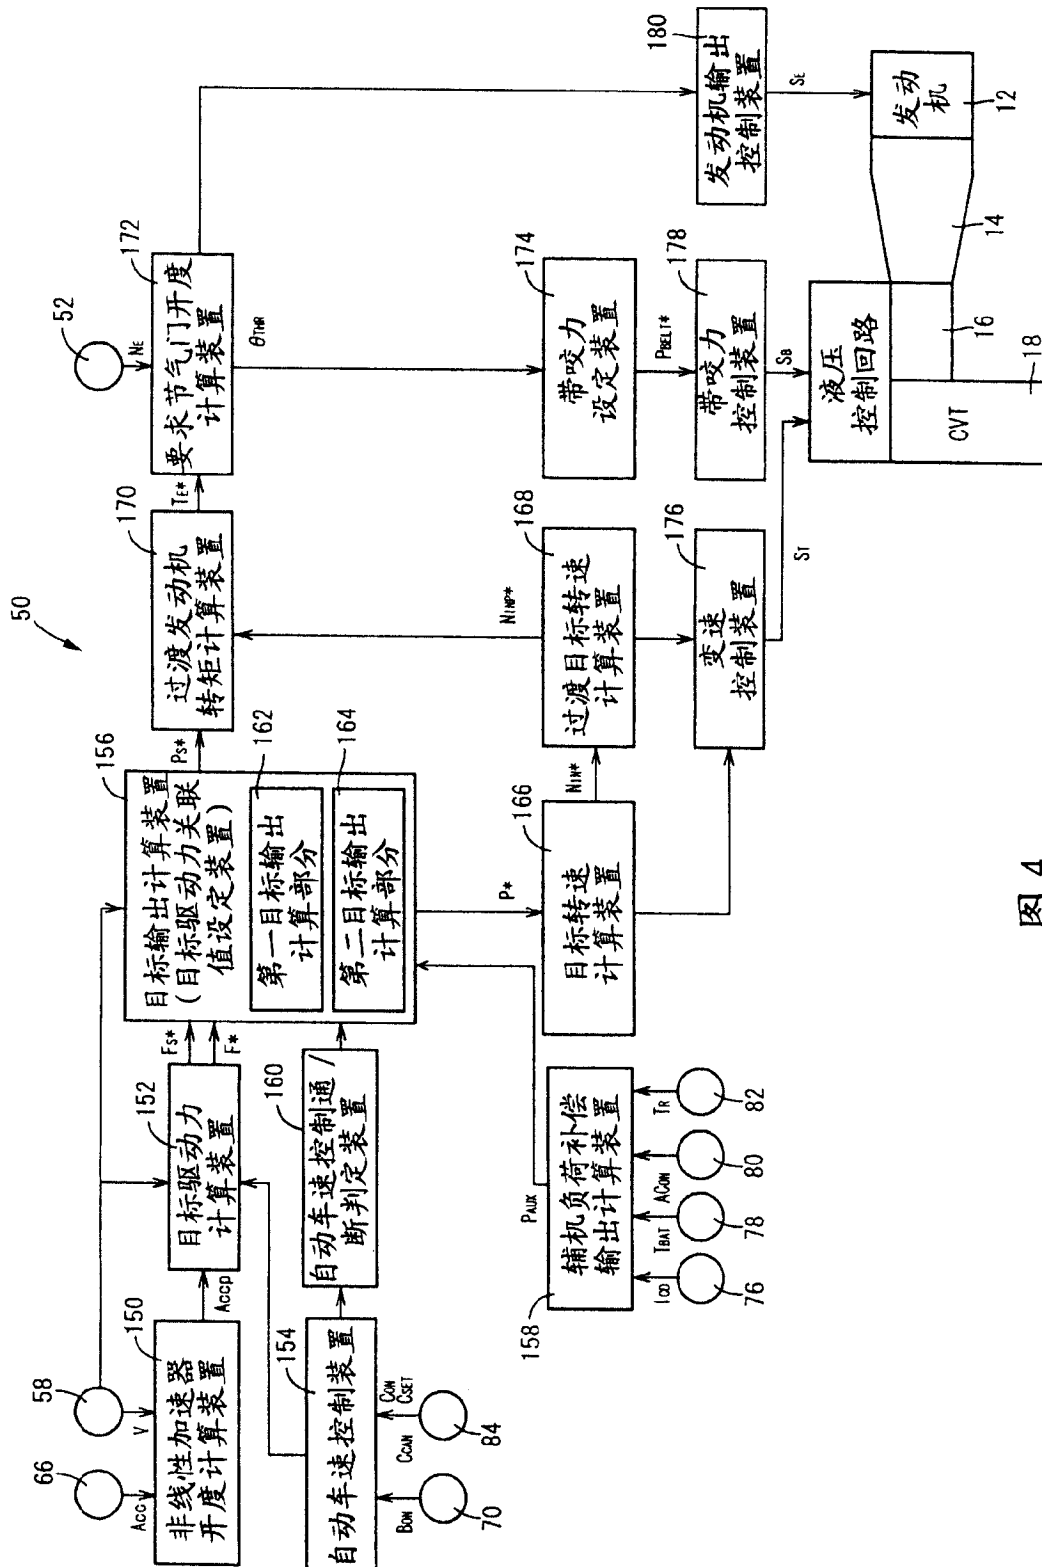 50
66
58
52
Acc
V
NE
非线性加速器
开度计算装置
150
Accp
目标驱动力
计算装置
152
Fs*
F*
目标输出计算装置
(目标驱动力关联
值设定装置)
156
第一目标输出
计算部分
162
第二目标输出
计算部分
164
Ps*
过渡发动机
转矩计算装置
170
TE*
要求节气门开度
计算装置
172
θTHR
自动车速控制装置
154
自动车速控制通/
断判定装置
160
BON
CCAN
CON
CSET
70
84
辅机负荷补偿
输出计算装置
158
PAUX
ICD
TBAT
ACON
TR
76
78
80
82
P*
目标转速
计算装置
166
NIN*
过渡目标转速
计算装置
168
NINP*
带咬力
设定装置
174
PBELT*
变速
控制装置
176
ST
带咬力
控制装置
178
SB
发动机输出
控制装置
180
SE
液压
控制回路
CVT
18
16
14
发动机
12
图 4